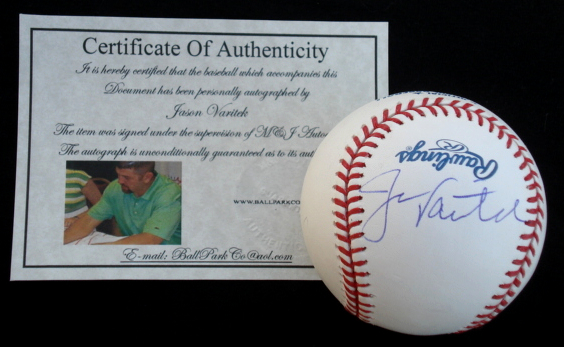 Certificate Of Authenticity
It is hereby certified that the baseball which accompanies this
Document has been personally autographed by
Jason Varitek
The item was signed under the supervision of M&J
The autograph is unconditionally guaranteed as to its
WWW.BALLPARKCO
E-mail: BallParkCo@aol.com
Rawlings
Jason Varitek